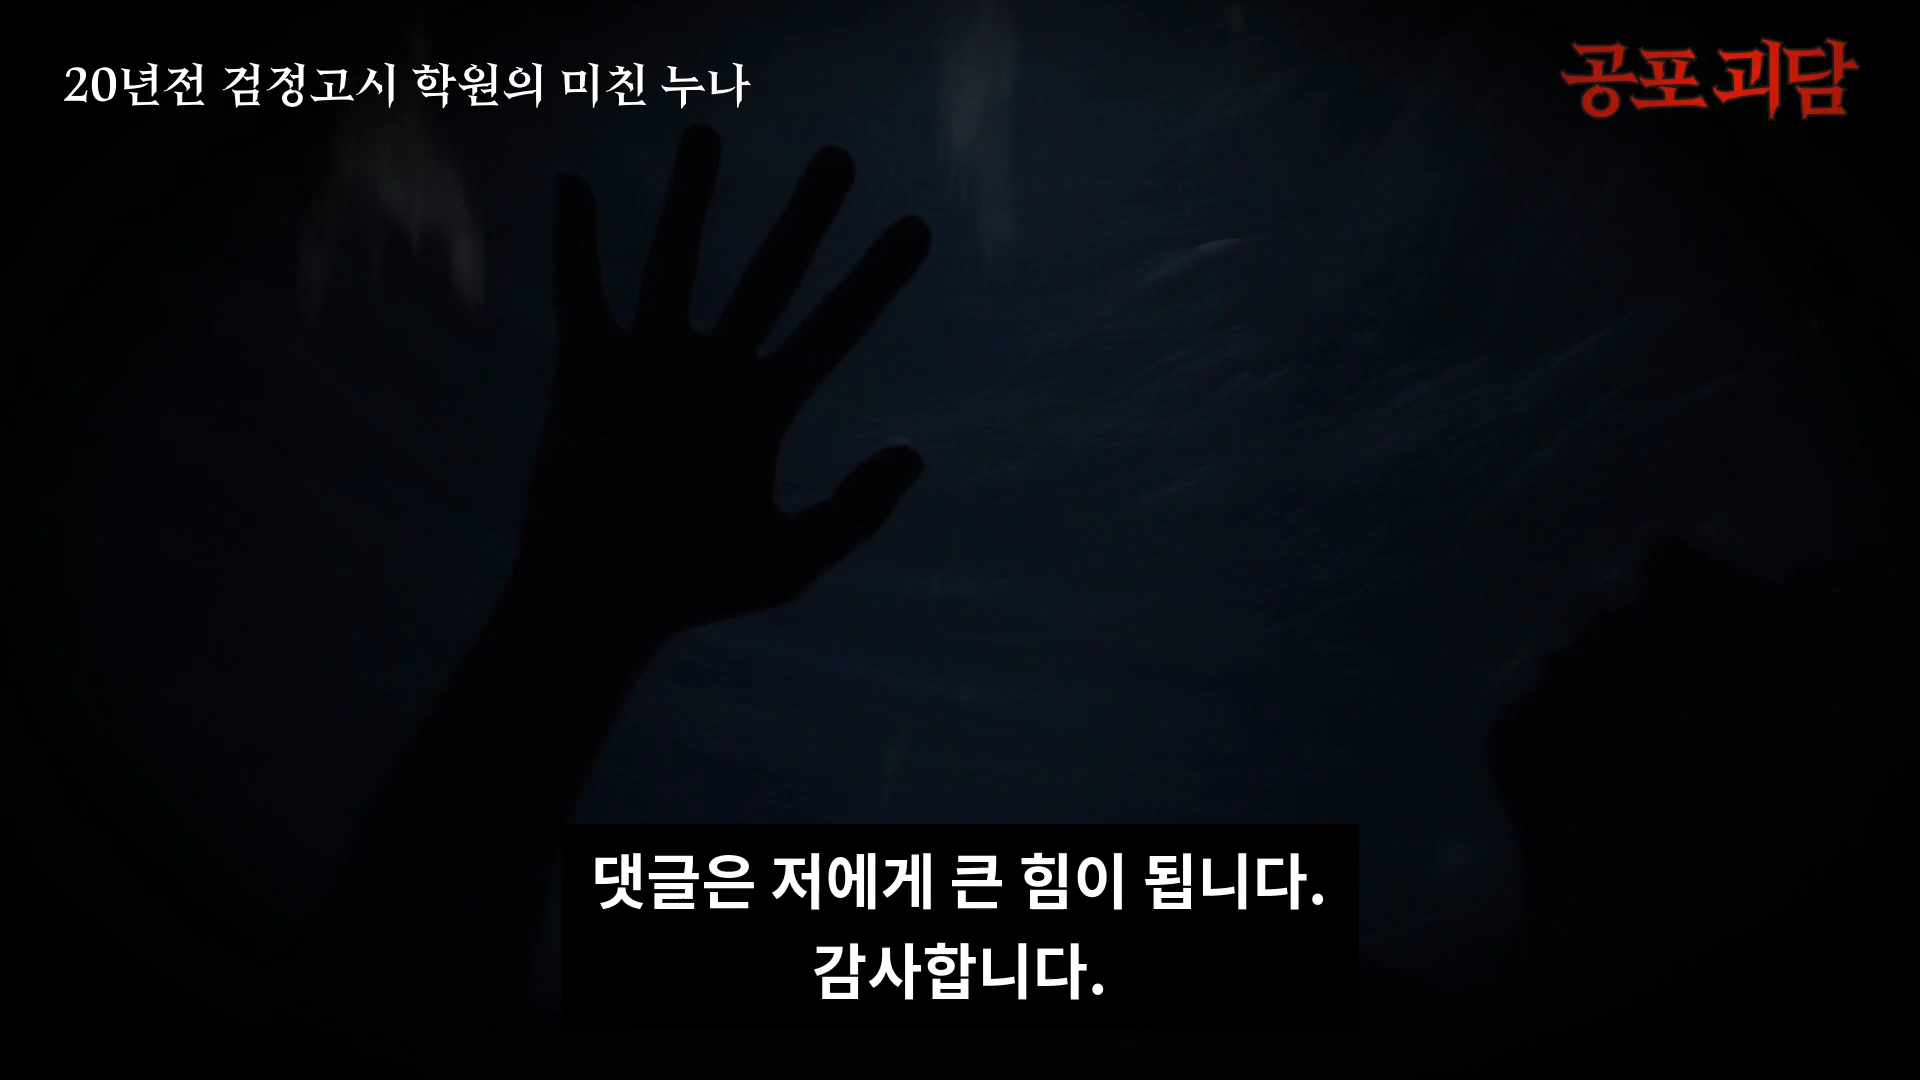 20년전 검정고시 학원의 미친 누나
공포괴담
댓글은 저에게 큰 힘이 됩니다.
감사합니다.